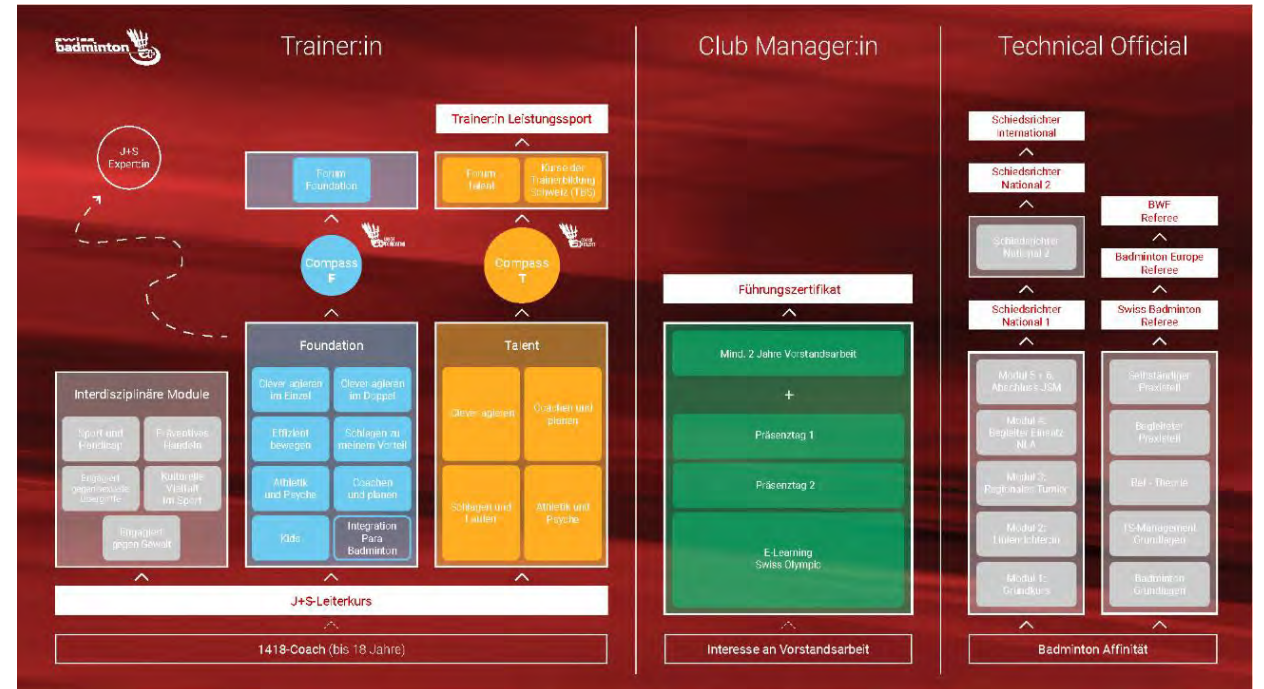 swiss
badminton
Trainer:in
Club Manager:in
Technical Official
J+S
Expert:in
Trainer:in Leistungssport
Forum
Foundation
Forum
Talent
Kurse der
Trainerbildung
Schweiz (TBS)
Compass
F
Compass
T
Foundation
Clever agieren
im Einzel
Clever agieren
im Doppel
Effizient
bewegen
Schlagen zu
meinem Vorteil
Athletik
und Psyche
Coachen
und planen
Kids
Integration
Para
Badminton
Talent
Clever agieren
Coachen und
planen
Schlagen und
Laufen
Athletik und
Psyche
Interdisziplinäre Module
Sport und
Handicap
Präventives
Handeln
Engagiert
gegen sexuelle
Übergriffe
Kulturelle
Vielfalt
im Sport
Engagiert
gegen Gewalt
J+S-Leiterkurs
1418-Coach (bis 18 Jahre)
Führungszertifikat
Mind. 2 Jahre Vorstandsarbeit
+
Präsenztag 1
Präsenztag 2
E-Learning
Swiss Olympic
Interesse an Vorstandsarbeit
Schiedsrichter
International
Schiedsrichter
National 2
Schiedsrichter
National 2
Schiedsrichter
National 1
Modul 5 + 6:
Abschluss JSM
Modul 4:
Begleiter Einsatz
NLA
Modul 3:
Regionales Turnier
Modul 2:
Linienrichter:in
Modul 1:
Grundkurs
BWF
Referee
Badminton Europe
Referee
Swiss Badminton
Referee
Selbständiger
Praxisteil
Begleiteter
Praxisteil
Ref - Theorie
TS-Management
Grundlagen
Badminton
Grundlagen
Badminton Affinität